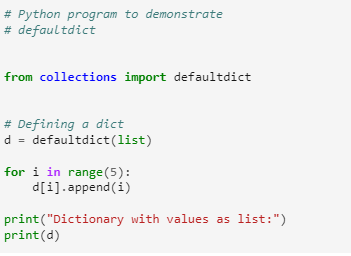 # Python program to demonstrate
# defaultdict
from collections import defaultdict
# Defining a dict
d = defaultdict(list)
for i in range(5):
    d[i].append(i)
print("Dictionary with values as list:")
print(d)